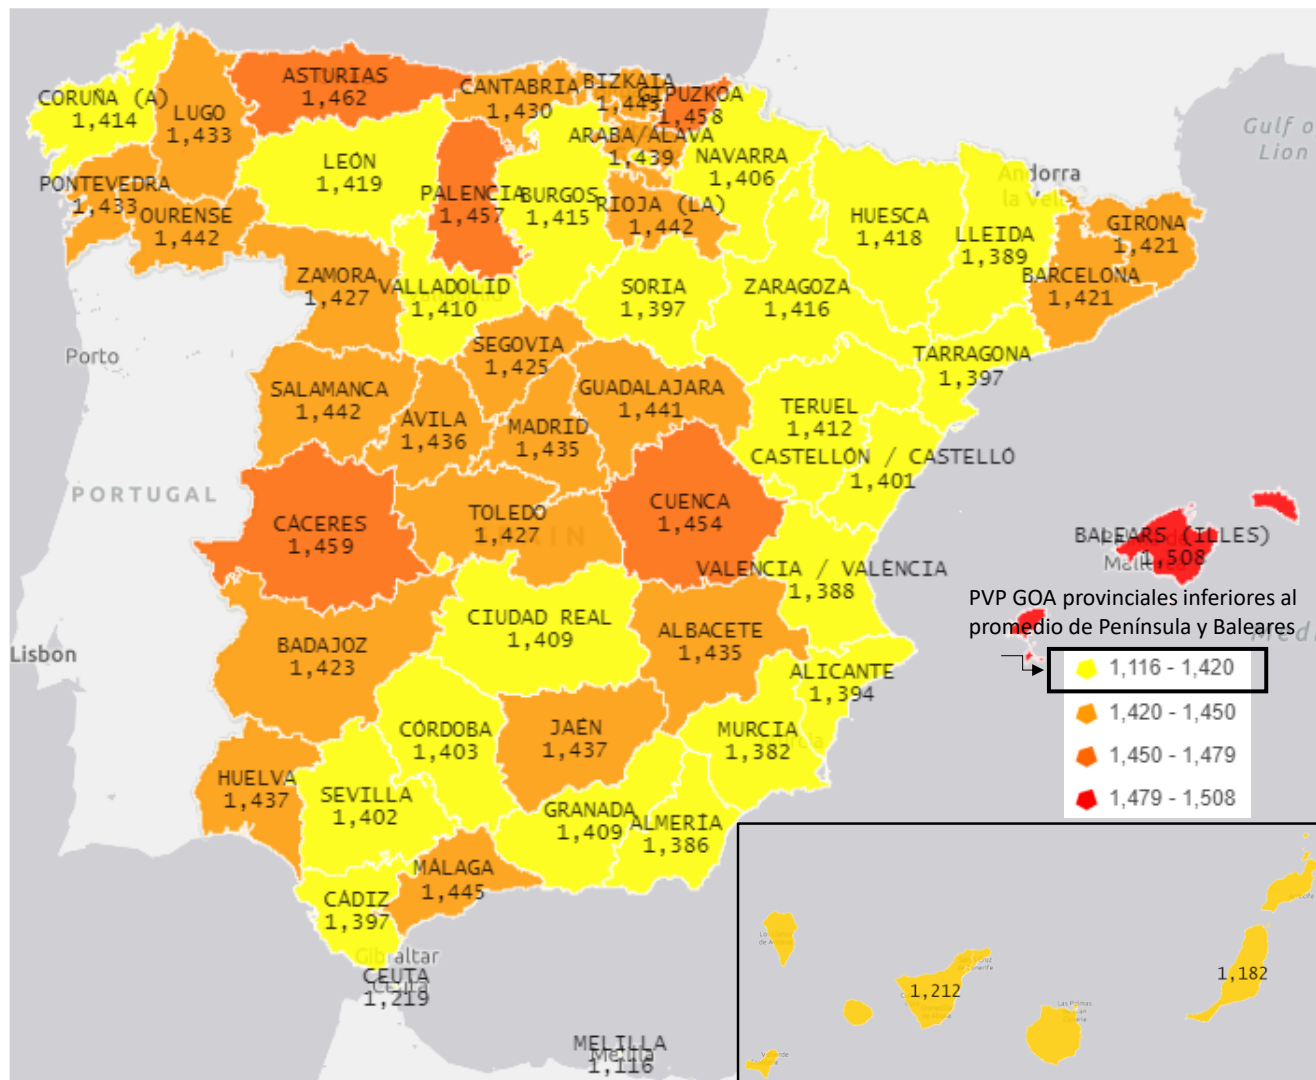 ASTURIAS
1,462
CANTABRIA
1,430
BIZKAIA
1,445
GIPUZKOA
1,458
CORUÑA (A)
1,414
LUGO
1,433
ARABA/ÁLAVA
1,439
NAVARRA
1,406
Gulf o
Lion
LEÓN
1,419
Andorra
la Vella
PONTEVEDRA
1,433
OURENSE
1,442
PALENCIA
1,457
BURGOS
1,415
RIOJA (LA)
1,442
HUESCA
1,418
LLEIDA
1,389
GIRONA
1,421
ZAMORA
1,427
VALLADOLID
1,410
SORIA
1,397
ZARAGOZA
1,416
BARCELONA
1,421
Porto
SEGOVIA
1,425
TARRAGONA
1,397
SALAMANCA
1,442
ÁVILA
1,436
MADRID
1,435
GUADALAJARA
1,441
TERUEL
1,412
CASTELLÓN / CASTELLÓ
1,401
PORTUGAL
CÁCERES
1,459
TOLEDO
1,427
CUENCA
1,454
BALEARS (ILLES)
1,508
VALENCIA / VALÈNCIA
1,388
PVP GOA provinciales inferiores al
promedio de Península y Baleares
CIUDAD REAL
1,409
ALBACETE
1,435
Lisbon
BADAJOZ
1,423
ALICANTE
1,394
1,116 - 1,420
1,420 - 1,450
1,450 - 1,479
1,479 - 1,508
CÓRDOBA
1,403
JAÉN
1,437
MURCIA
1,382
HUELVA
1,437
SEVILLA
1,402
GRANADA
1,409
ALMERÍA
1,386
MÁLAGA
1,445
CÁDIZ
1,397
Gibraltar
CEUTA
Ceuta
1,219
MELILLA
Melilla
1,116
1,212
1,182